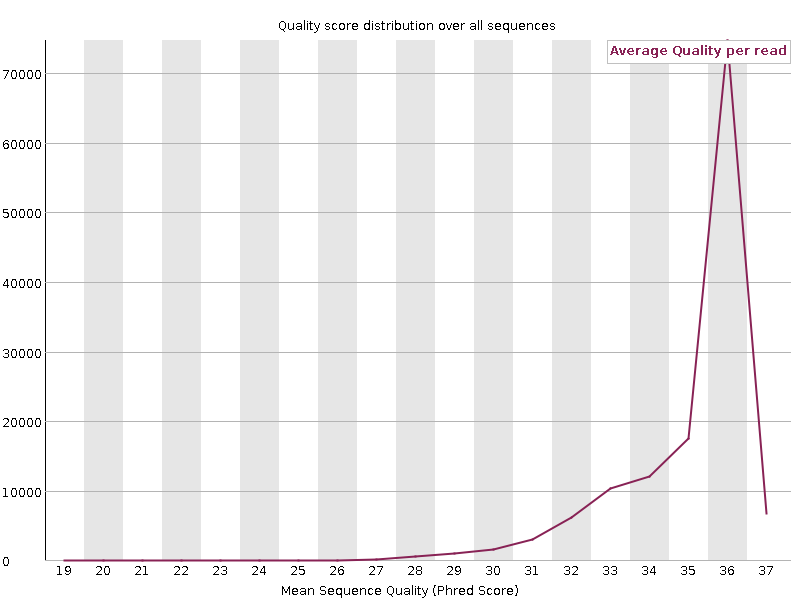 Quality score distribution over all sequences
Average Quality per read
70000
60000
50000
40000
30000
20000
10000
0
19 20 21 22 23 24 25 26 27 28 29 30 31 32 33 34 35 36 37
Mean Sequence Quality (Phred Score)